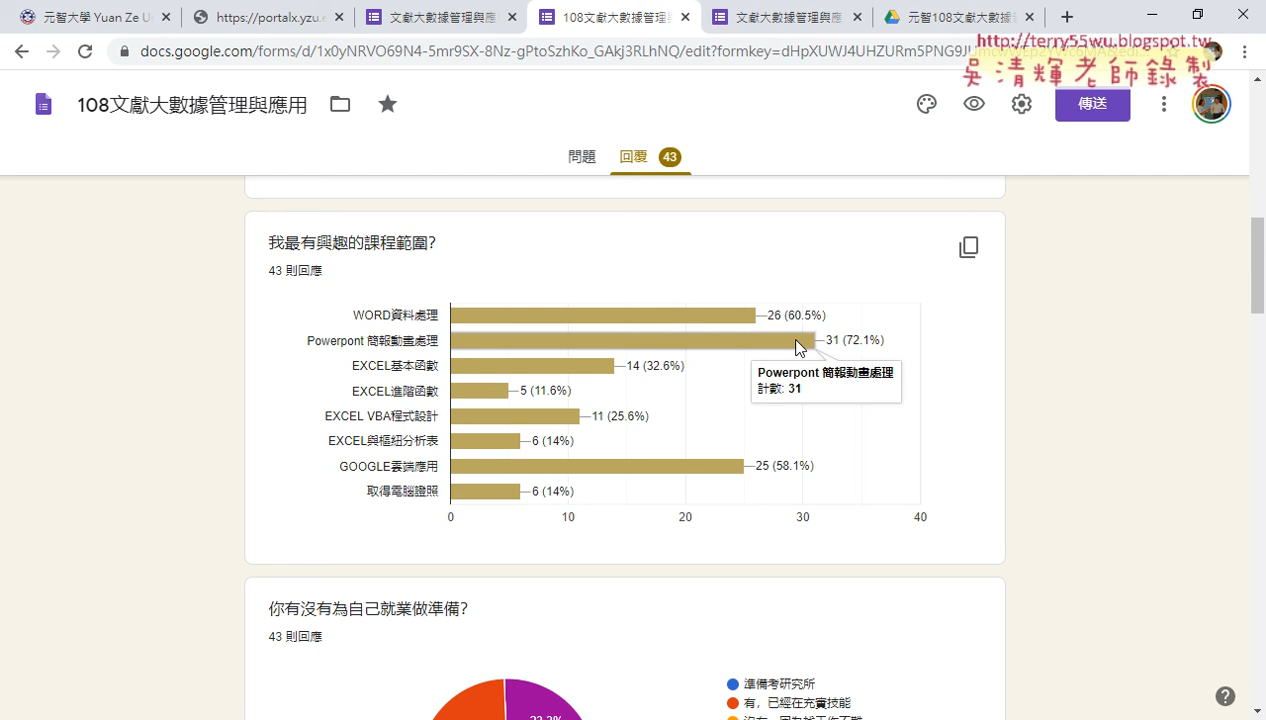 元智大學 Yuan Ze U
https://portalx.yzu.e
文獻大數據管理與應
108文獻大數據管理
文獻大數據管理與應
元智108文獻大數據
docs.google.com/forms/d/1x0yNRVO69N4-5mr9SX-8Nz-gPtoSzhKo_GAkj3RLhNQ/edit?formkey=dHpXUWJ4UHZURm5PNG9J
http://terry55wu.blogspot.tw
吳清輝老師錄製
108文獻大數據管理與應用
傳送
問題 回覆 43
我最有興趣的課程範圍?
43 則回應
WORD資料處理 26 (60.5%)
Powerpont 簡報動畫處理 31 (72.1%)
EXCEL基本函數 14 (32.6%)
Powerpont 簡報動畫處理
計數: 31
EXCEL進階函數 5 (11.6%)
EXCEL VBA程式設計 11 (25.6%)
EXCEL與樞紐分析表 6 (14%)
GOOGLE雲端應用 25 (58.1%)
取得電腦證照 6 (14%)
0 10 20 30 40
你有沒有為自己就業做準備?
43 則回應
準備考研究所
有，已經在充實技能